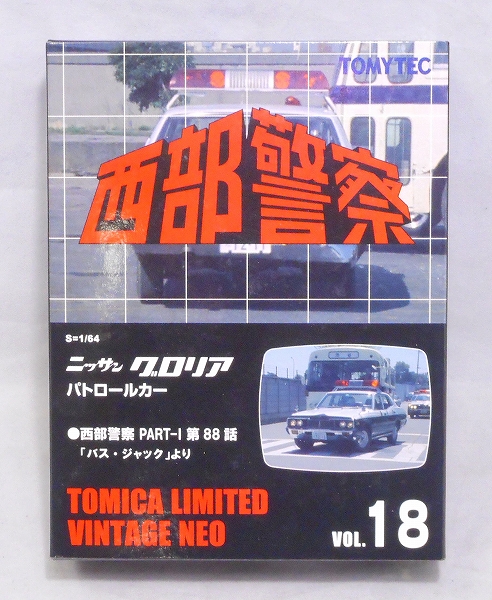 TOMYTEC
西部警察
S=1/64
ニッサン グロリア
パトロールカー
●西部警察 PART-I 第88話
「バス・ジャック」より
TOMICA LIMITED
VINTAGE NEO
VOL.18